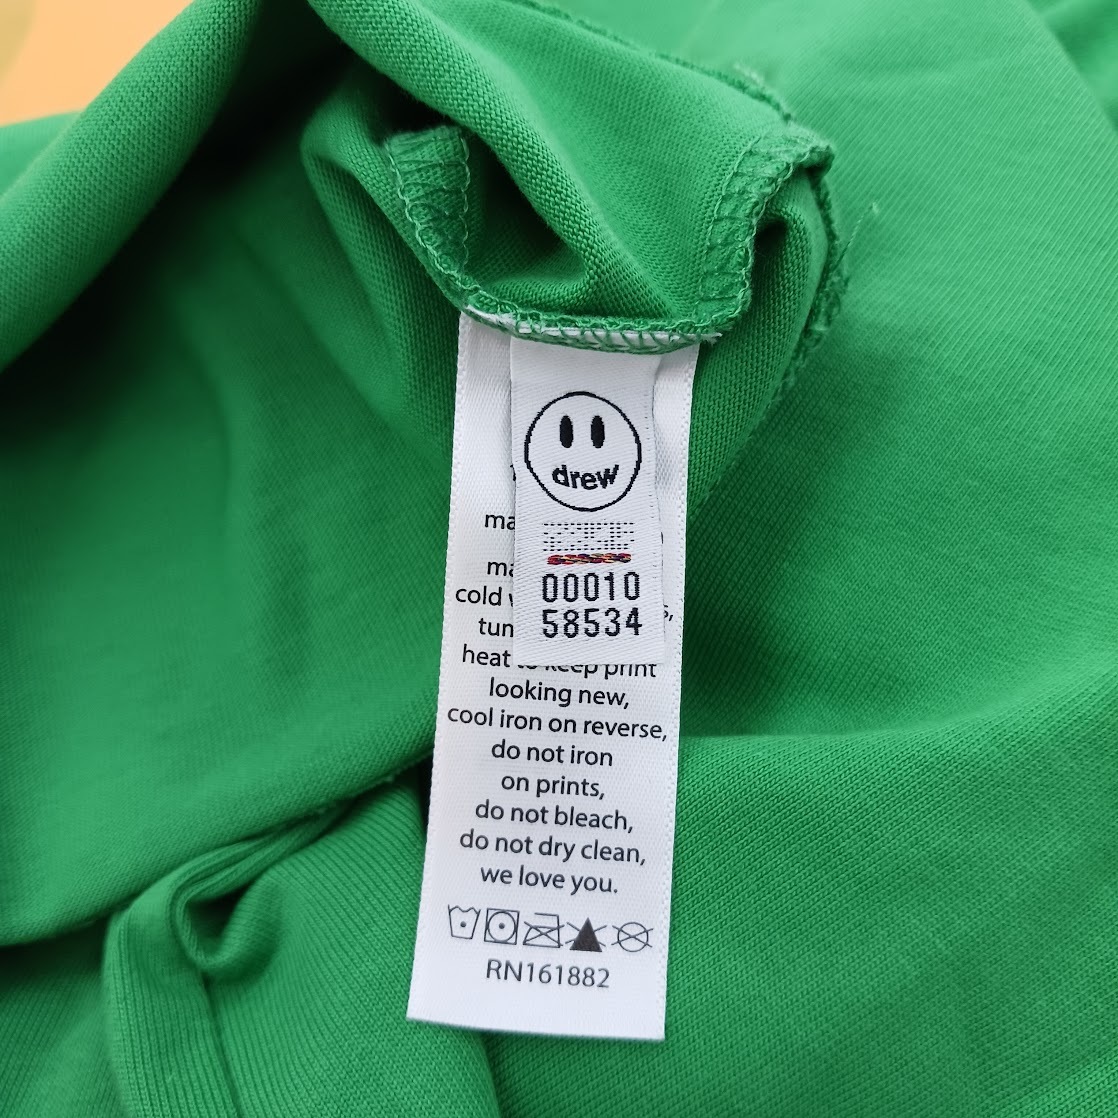 drew
00010
58534
cold
heat to keep print
looking new,
cool iron on reverse,
do not iron
on prints,
do not bleach,
do not dry clean,
we love you.
RN161882